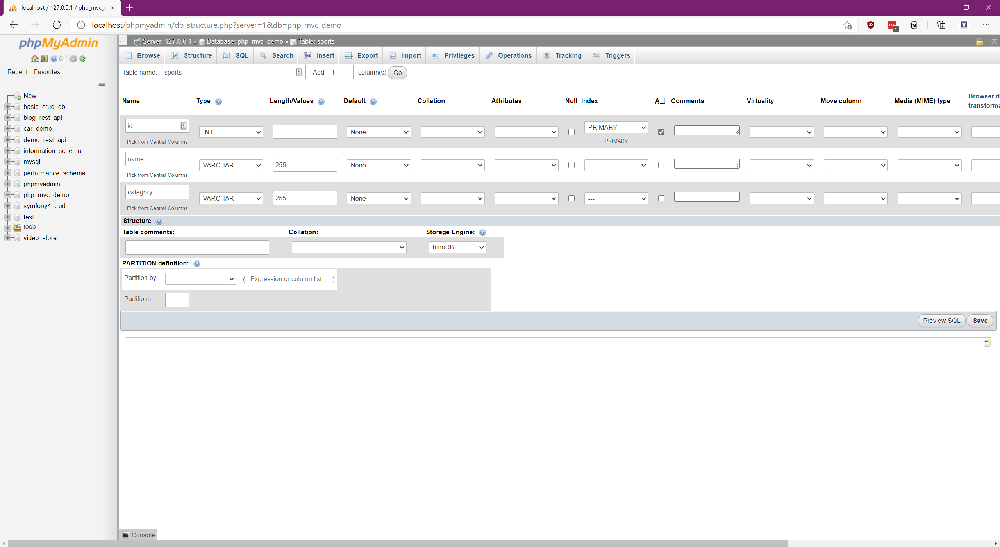 localhost / 127.0.0.1 / php_mvc_
localhost/phpmyadmin/db_structure.php?server=1&db=php_mvc_demo
1
phpMyAdmin
Recent Favorites
New
basic_crud_db
blog_rest_api
car_demo
demo_rest_api
information_schema
mysql
performance_schema
phpmyadmin
php_mvc_demo
symfony4-crud
test
todo
video_store
Server: 127.0.0.1 » Database: php_mvc_demo » Table: sports
Browse Structure SQL Search Insert Export Import Privileges Operations Tracking Triggers
Table name: sports Add 1 column(s) Go
Name Type Length/Values Default Collation Attributes Null Index A_I Comments Virtuality Move column Media (MIME) type Browser d
transforma
id INT None PRIMARY
Pick from Central Columns PRIMARY
name VARCHAR 255 None ---
Pick from Central Columns
category VARCHAR 255 None ---
Pick from Central Columns
Structure
Table comments: Collation: Storage Engine:
InnoDB
PARTITION definition:
Partition by: ( Expression or column list )
Partitions:
Preview SQL Save
Console